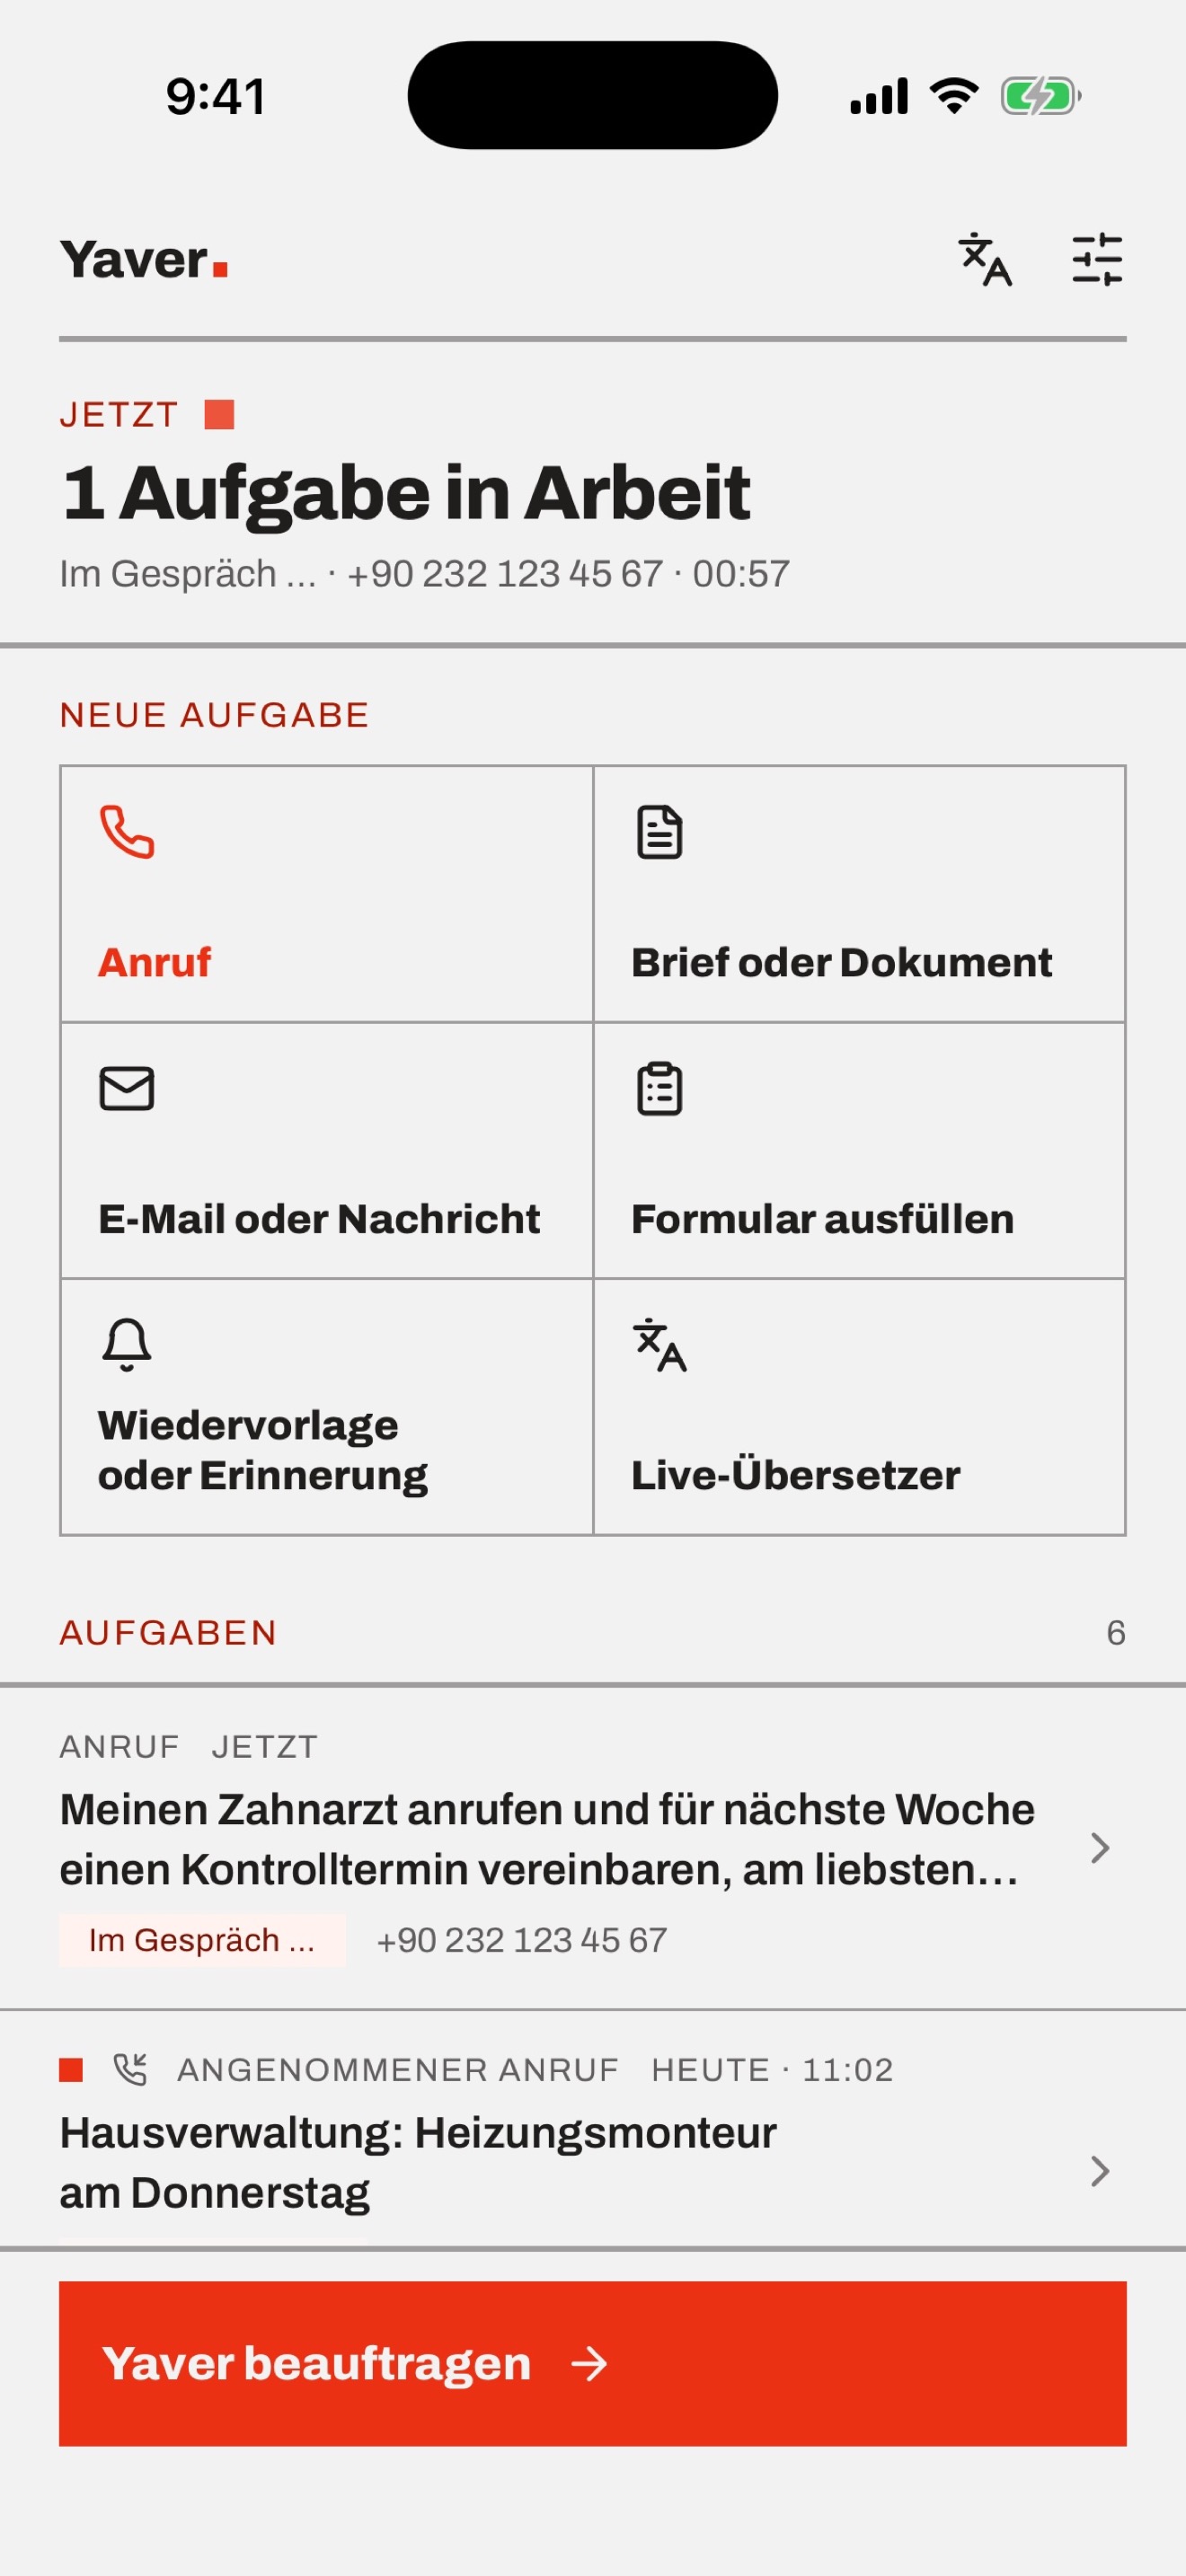 9:41
Yaver.
JETZT
1 Aufgabe in Arbeit
Im Gespräch ... · +90 232 123 45 67 · 00:57
NEUE AUFGABE
Anruf
Brief oder Dokument
E-Mail oder Nachricht
Formular ausfüllen
Wiedervorlage
oder Erinnerung
Live-Übersetzer
AUFGABEN 6
ANRUF JETZT
Meinen Zahnarzt anrufen und für nächste Woche
einen Kontrolltermin vereinbaren, am liebsten...
Im Gespräch ... +90 232 123 45 67
ANGENOMMENER ANRUF HEUTE · 11:02
Hausverwaltung: Heizungsmonteur
am Donnerstag
Yaver beauftragen →